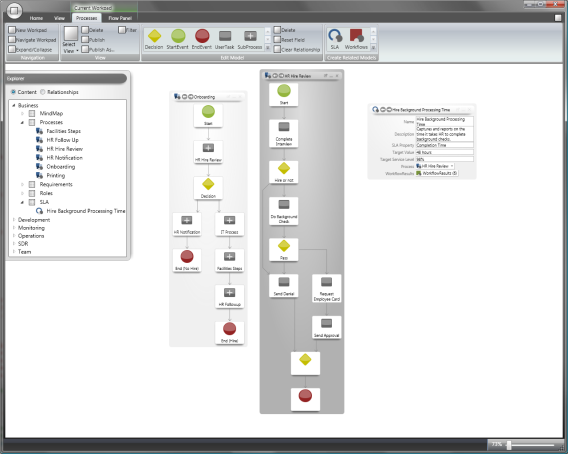 Current Workpad
Home View Processes Flow Panel
New Workpad
Navigate Workpad
Expand/Collapse
Navigation
Select View
Delete
Publish
Publish As...
Filter
View
Decision StartEvent EndEvent UserTask SubProcess
Delete
Reset Field
Clear Relationship
Edit Model
SLA Workflows
Create Related Models
Explorer
Content Relationships
Business
MindMap
Processes
Facilities Steps
HR Follow Up
HR Hire Review
HR Notification
Onboarding
Printing
Requirements
Roles
SLA
Hire Background Processing Time
Development
Monitoring
Operations
SDR
Team
Onboarding
Start
HR Hire Review
Decision
HR Notification
IT Process
End (No Hire)
Facilities Steps
HR Followup
End (Hire)
HR Hire Review
Start
Complete
Interview
Hire or not
Do Background
Check
Pass
Send Denial
Request
Employee Card
Send Approval
Hire Background Processing Time
Name Hire Background Processing
Time
Description Captures and reports on the
time it takes HR to complete
background checks.
SLA Property Completion Time
Target Value 48 hours
Target Service Level 90%
Process HR Hire Review
WorkflowResults WorkflowResults (6)
73%